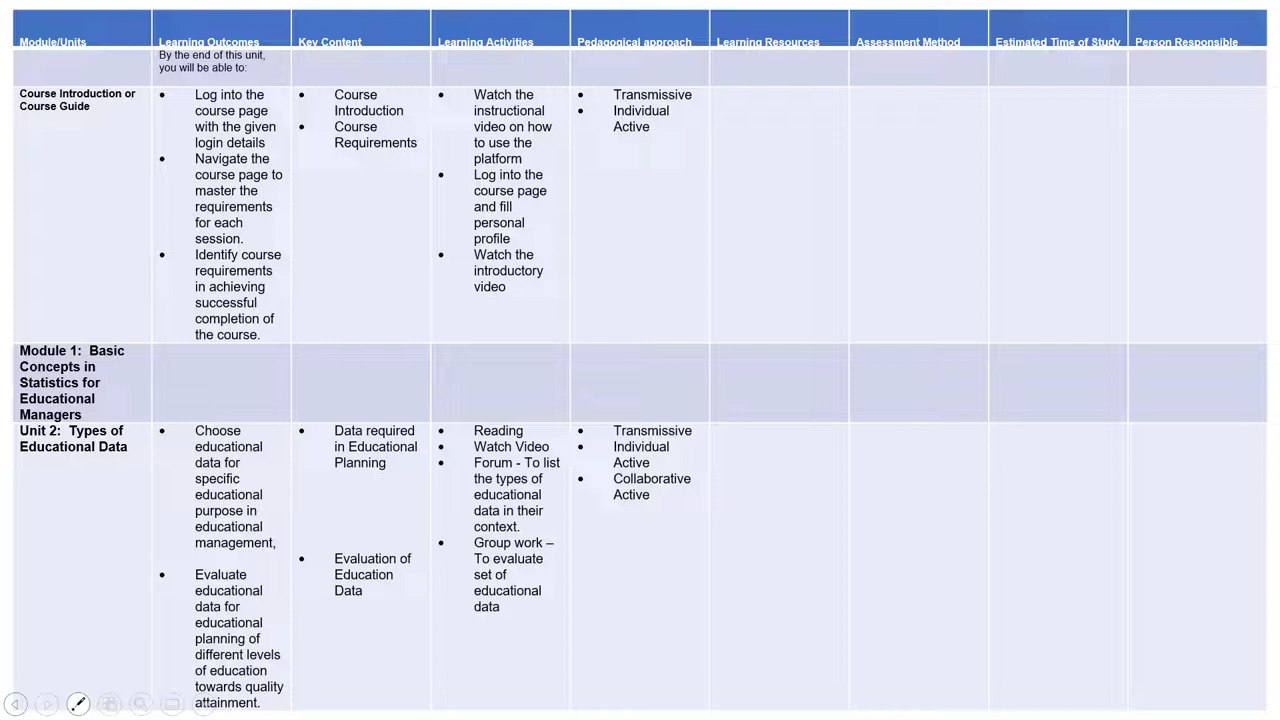 Module/Units
Learning Outcomes
Key Content
Learning Activities
Pedagogical approach
Learning Resources
Assessment Method
Estimated Time of Study
Person Responsible
By the end of this unit,
you will be able to:
Course Introduction or
Course Guide
• Log into the
course page
with the given
login details
• Navigate the
course page to
master the
requirements
for each
session.
• Identify course
requirements
in achieving
successful
completion of
the course.
• Course
Introduction
• Course
Requirements
• Watch the
instructional
video on how
to use the
platform
• Log into the
course page
and fill
personal
profile
• Watch the
introductory
video
• Transmissive
• Individual
Active
Module 1: Basic
Concepts in
Statistics for
Educational
Managers
Unit 2: Types of
Educational Data
• Choose
educational
data for
specific
educational
purpose in
educational
management,
• Evaluate
educational
data for
educational
planning of
different levels
of education
towards quality
attainment.
• Data required
in Educational
Planning
• Evaluation of
Education
Data
• Reading
• Watch Video
• Forum - To list
the types of
educational
data in their
context.
• Group work –
To evaluate
set of
educational
data
• Transmissive
• Individual
Active
• Collaborative
Active